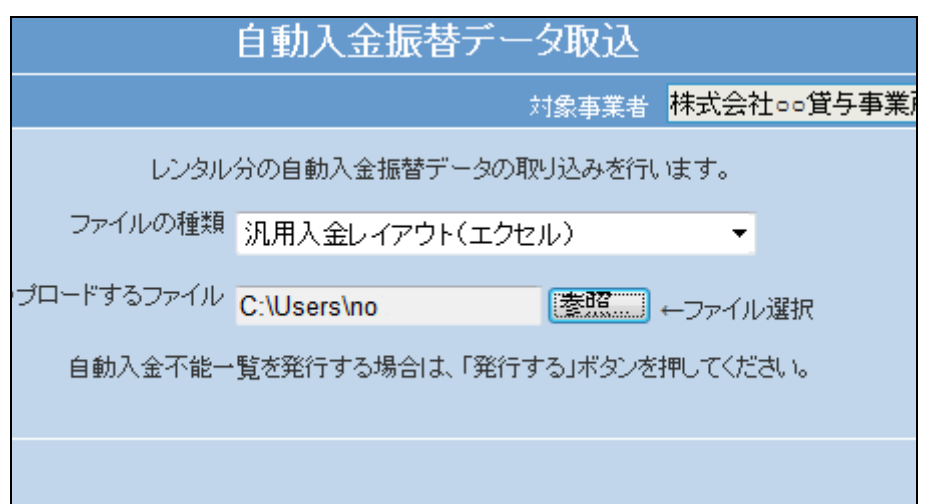 自動入金振替データ取込
対象事業者 株式会社○○貸与事業
レンタル分の自動入金振替データの取り込みを行います。
ファイルの種類 汎用入金レイアウト(エクセル)
プロードするファイル C:\Users\no 参照... ←ファイル選択
自動入金不能一覧を発行する場合は、「発行する」ボタンを押してください。